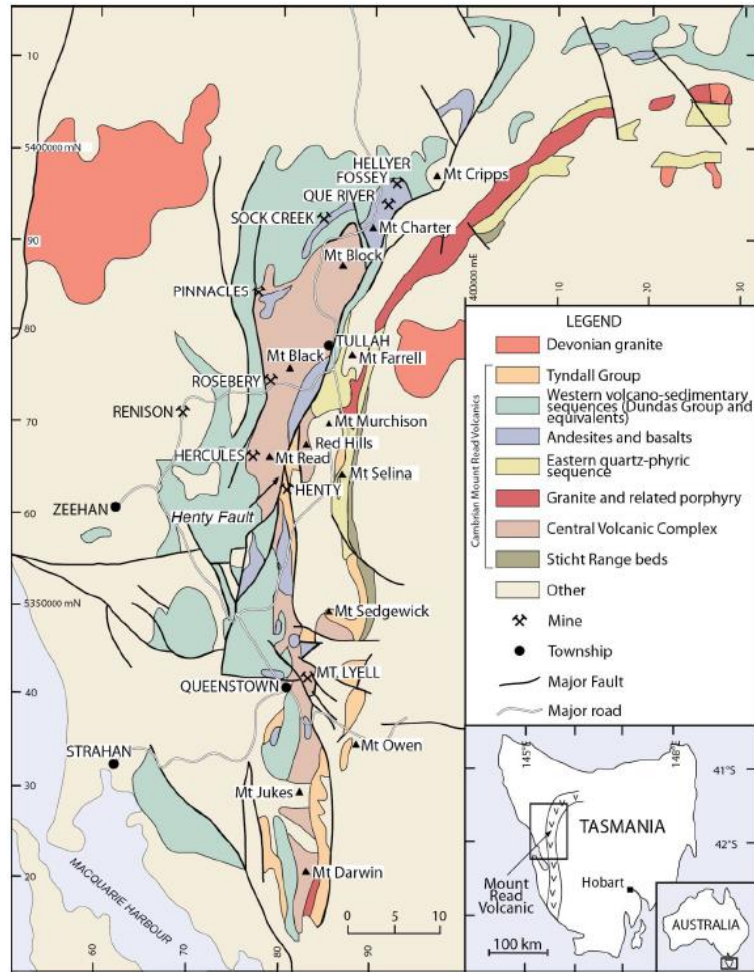 10
5400000 mN
90
80
70
60
5350000 mN
40
30
20
HELLYER
FOSSEY
QUE RIVER
SOCK CREEK
Mt Cripps
Mt Charter
Mt Block
PINNACLES
TULLAH
Mt Black
Mt Farrell
ROSEBERY
RENISON
Mt Murchison
Red Hills
HERCULES
Mt Read
Mt Selina
HENTY
ZEEHAN
Henty Fault
Mt Sedgewick
MT. LYELL
QUEENSTOWN
Mt Owen
STRAHAN
Mt Jukes
Mt Darwin
MACQUARIE HARBOUR
0 10
60
70
80
90
400000 mE
10
20
30
LEGEND
Devonian granite
Cambrian Mount Read Volcanics
Tyndall Group
Western volcano-sedimentary
sequences (Dundas Group and
equivalents)
Andesites and basalts
Eastern quartz-phyric
sequence
Granite and related porphyry
Central Volcanic Complex
Sticht Range beds
Other
Mine
Township
Major Fault
Major road
145°E
148°E
41°S
TASMANIA
42°S
Mount
Read
Volcanic
Hobart
100 km
AUSTRALIA